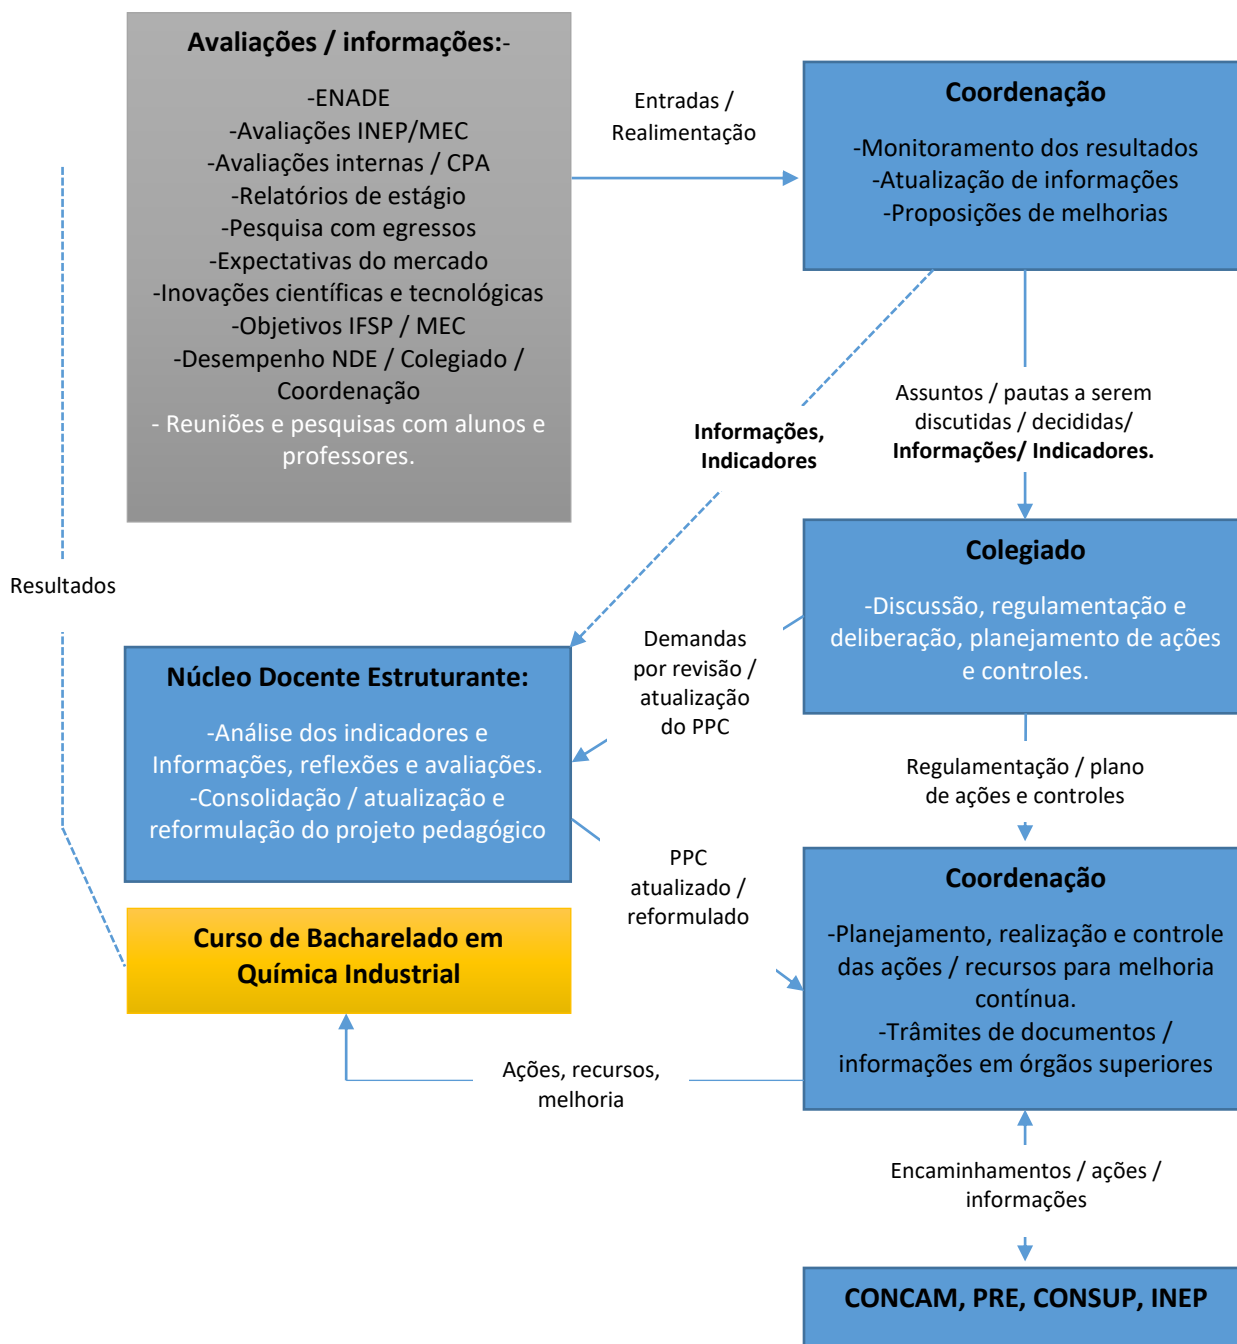 Avaliações / informações:-
-ENADE
-Avaliações INEP/MEC
-Avaliações internas / CPA
-Relatórios de estágio
-Pesquisa com egressos
-Expectativas do mercado
-Inovações científicas e tecnológicas
-Objetivos IFSP / MEC
-Desempenho NDE / Colegiado /
Coordenação
- Reuniões e pesquisas com alunos e
professores.
Entradas /
Realimentação
Coordenação
-Monitoramento dos resultados
-Atualização de informações
-Proposições de melhorias
Informações,
Indicadores
Assuntos / pautas a serem
discutidas / decididas/
Informações/ Indicadores.
Colegiado
-Discussão, regulamentação e
deliberação, planejamento de ações
e controles.
Resultados
Demandas
por revisão /
atualização
do PPC
Núcleo Docente Estruturante:
-Análise dos indicadores e
Informações, reflexões e avaliações.
-Consolidação / atualização e
reformulação do projeto pedagógico
Regulamentação / plano
de ações e controles
PPC
atualizado /
reformulado
Coordenação
-Planejamento, realização e controle
das ações / recursos para melhoria
contínua.
-Trâmites de documentos /
informações em órgãos superiores
Curso de Bacharelado em
Química Industrial
Ações, recursos,
melhoria
Encaminhamentos / ações /
informações
CONCAM, PRE, CONSUP, INEP